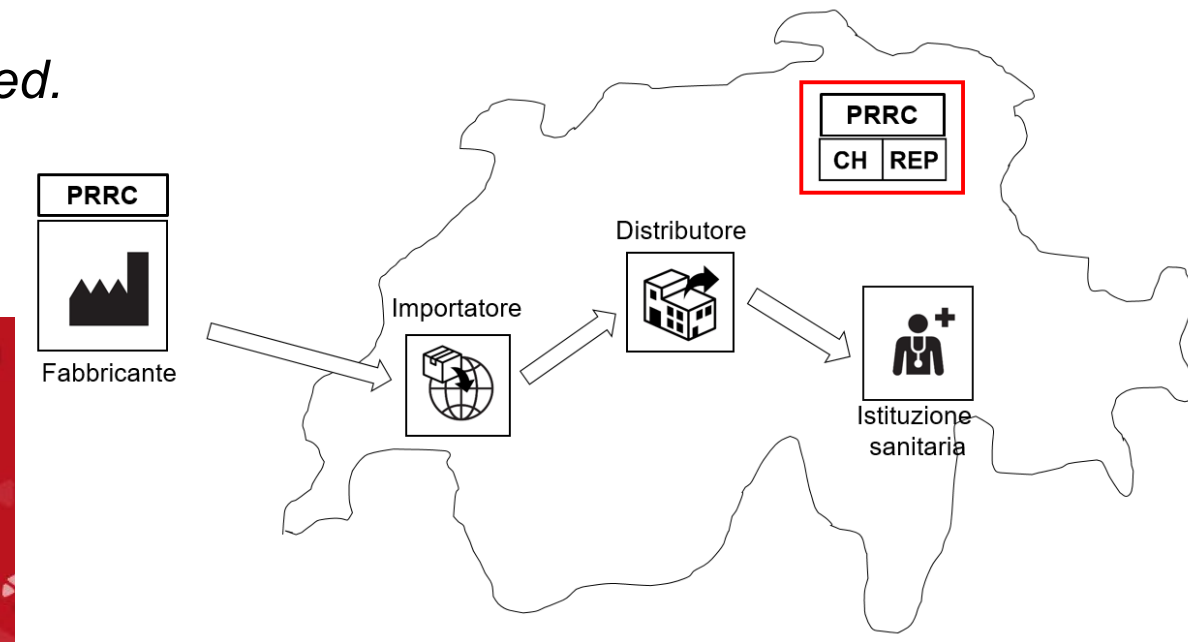 ed.
PRRC
CH REP
PRRC
Distributore
Importatore
Fabbricante
Istituzione
sanitaria